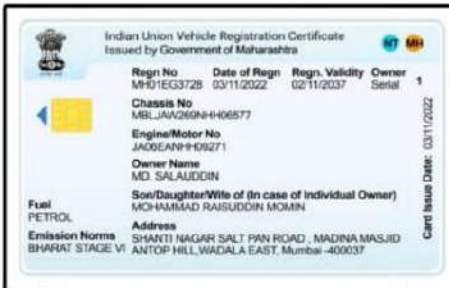 Indian Union Vehicle Registration Certificate
Issued by Government of Maharashtra
NT MH
Regn No Date of Regn Regn. Validity Owner
MH01EG3728 03/11/2022 02/11/2037 Serial 1
Chassis No
MBLJAW269NHH06577
Engine/Motor No
JA06EANHH09271
Owner Name
MD. SALAUDDIN
Son/Daughter/Wife of (In case of Individual Owner)
MOHAMMAD RAISUDDIN MOMIN
Fuel
PETROL
Emission Norms
BHARAT STAGE VI
Address
SHANTI NAGAR SALT PAN ROAD , MADINA MASJID
ANTOP HILL,WADALA EAST, Mumbai -400037
Card Issue Date: 03/11/2022